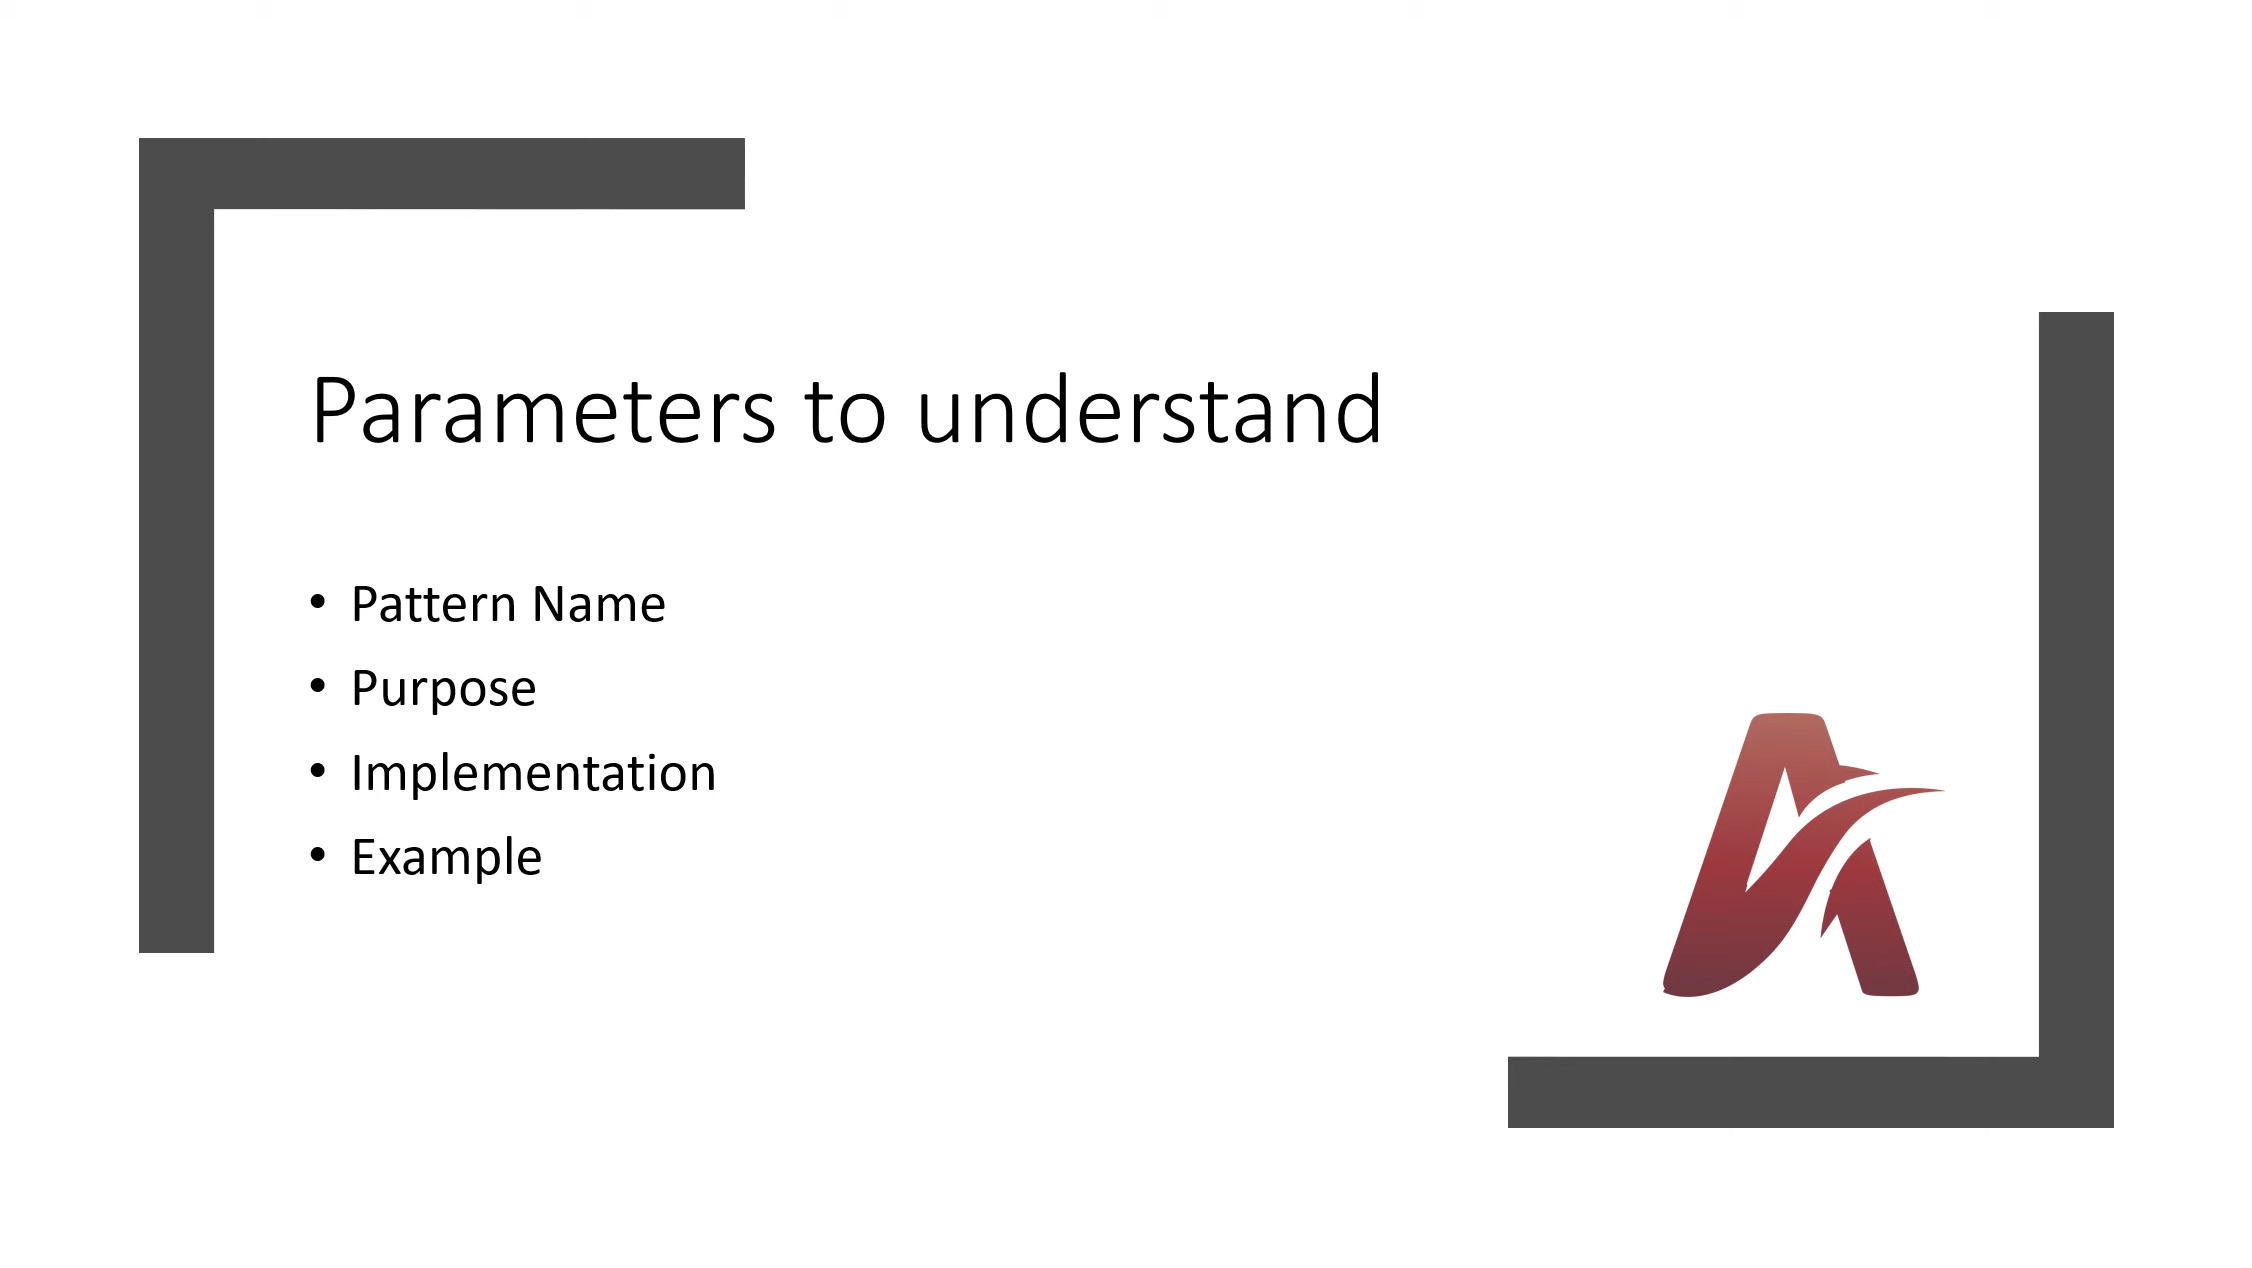 Parameters to understand
• Pattern Name
• Purpose
• Implementation
• Example